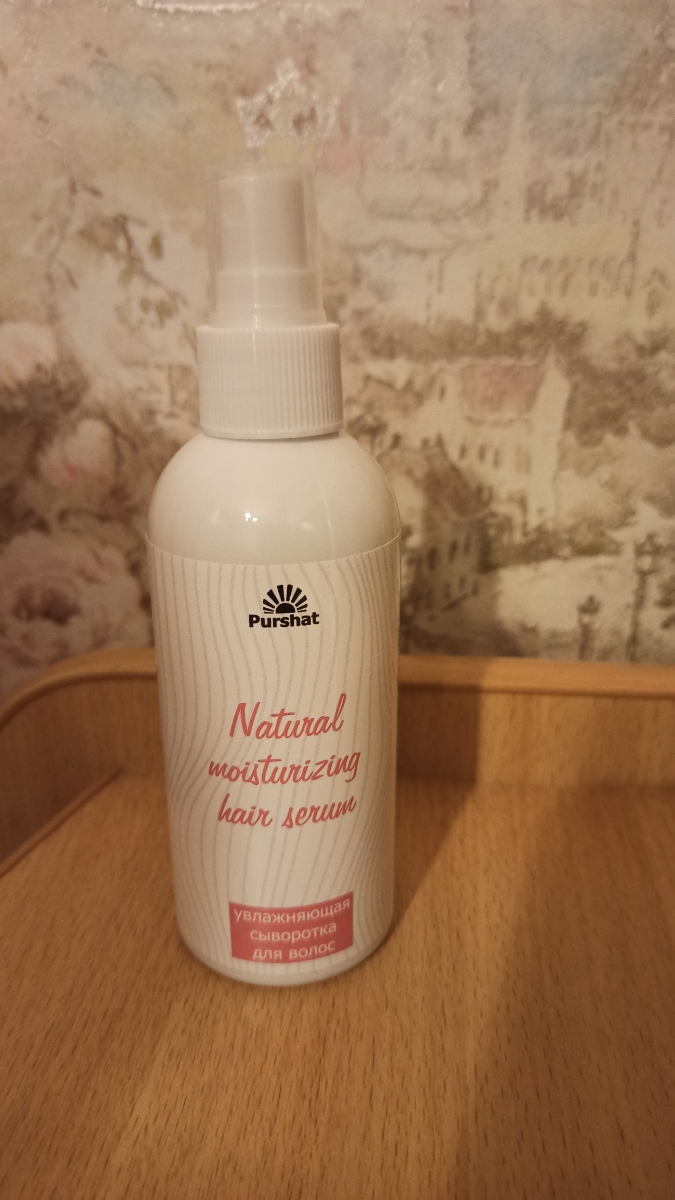 Purshat
Natural
moisturizing
hair serum
увлажняющая
сыворотка
для волос